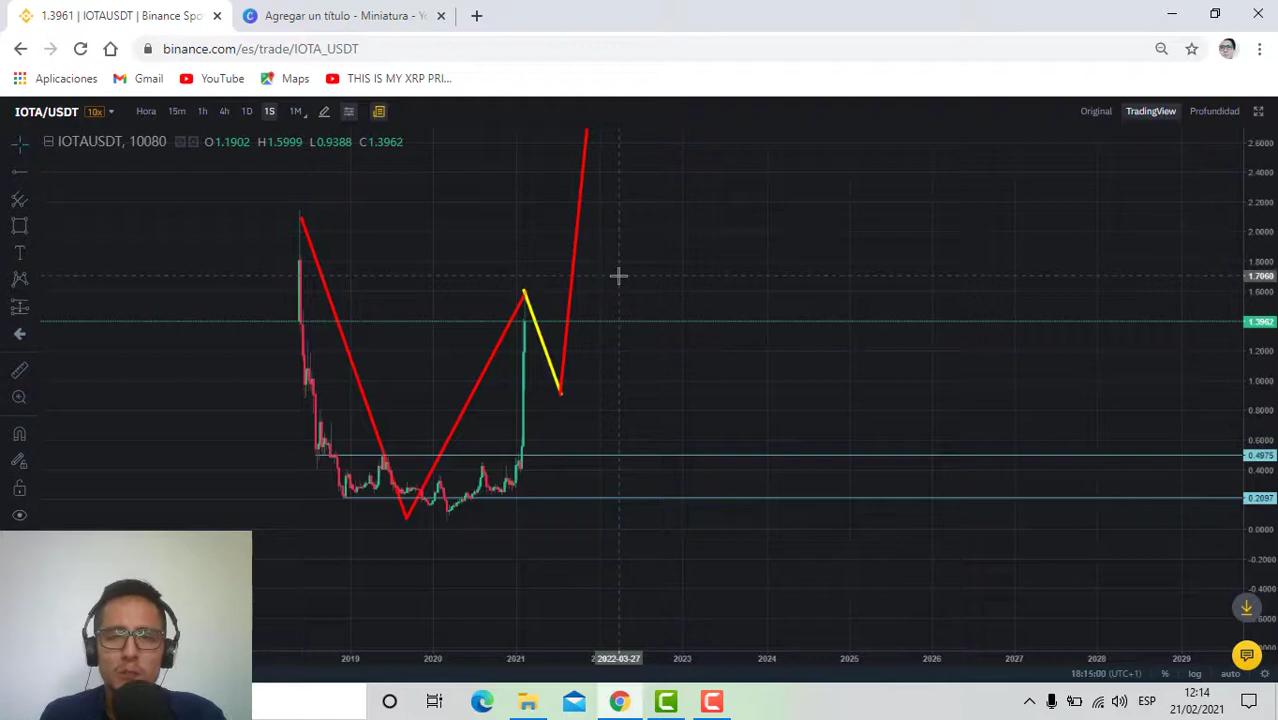 1.3961 | IOTAUSDT | Binance Spo
Agregar un título - Miniatura - Yo
binance.com/es/trade/IOTA_USDT
Aplicaciones Gmail YouTube Maps THIS IS MY XRP PRI...
IOTA/USDT 10x Hora 15m 1h 4h 1D 1S 1M Original TradingView Profundidad
IOTAUSDT, 10080 O1.1902 H1.5999 L0.9388 C1.3962
2.6000
2.4000
2.2000
2.0000
1.8000
1.7060
1.6000
1.3962
1.2000
1.0000
0.8000
0.6000
0.4975
0.4000
0.2097
0.0000
-0.2000
-0.4000
2019 2020 2021 2022-03-27 2023 2024 2025 2026 2027 2028 2029
18:15:00 (UTC+1) % log auto
ESP
12:14
21/02/2021